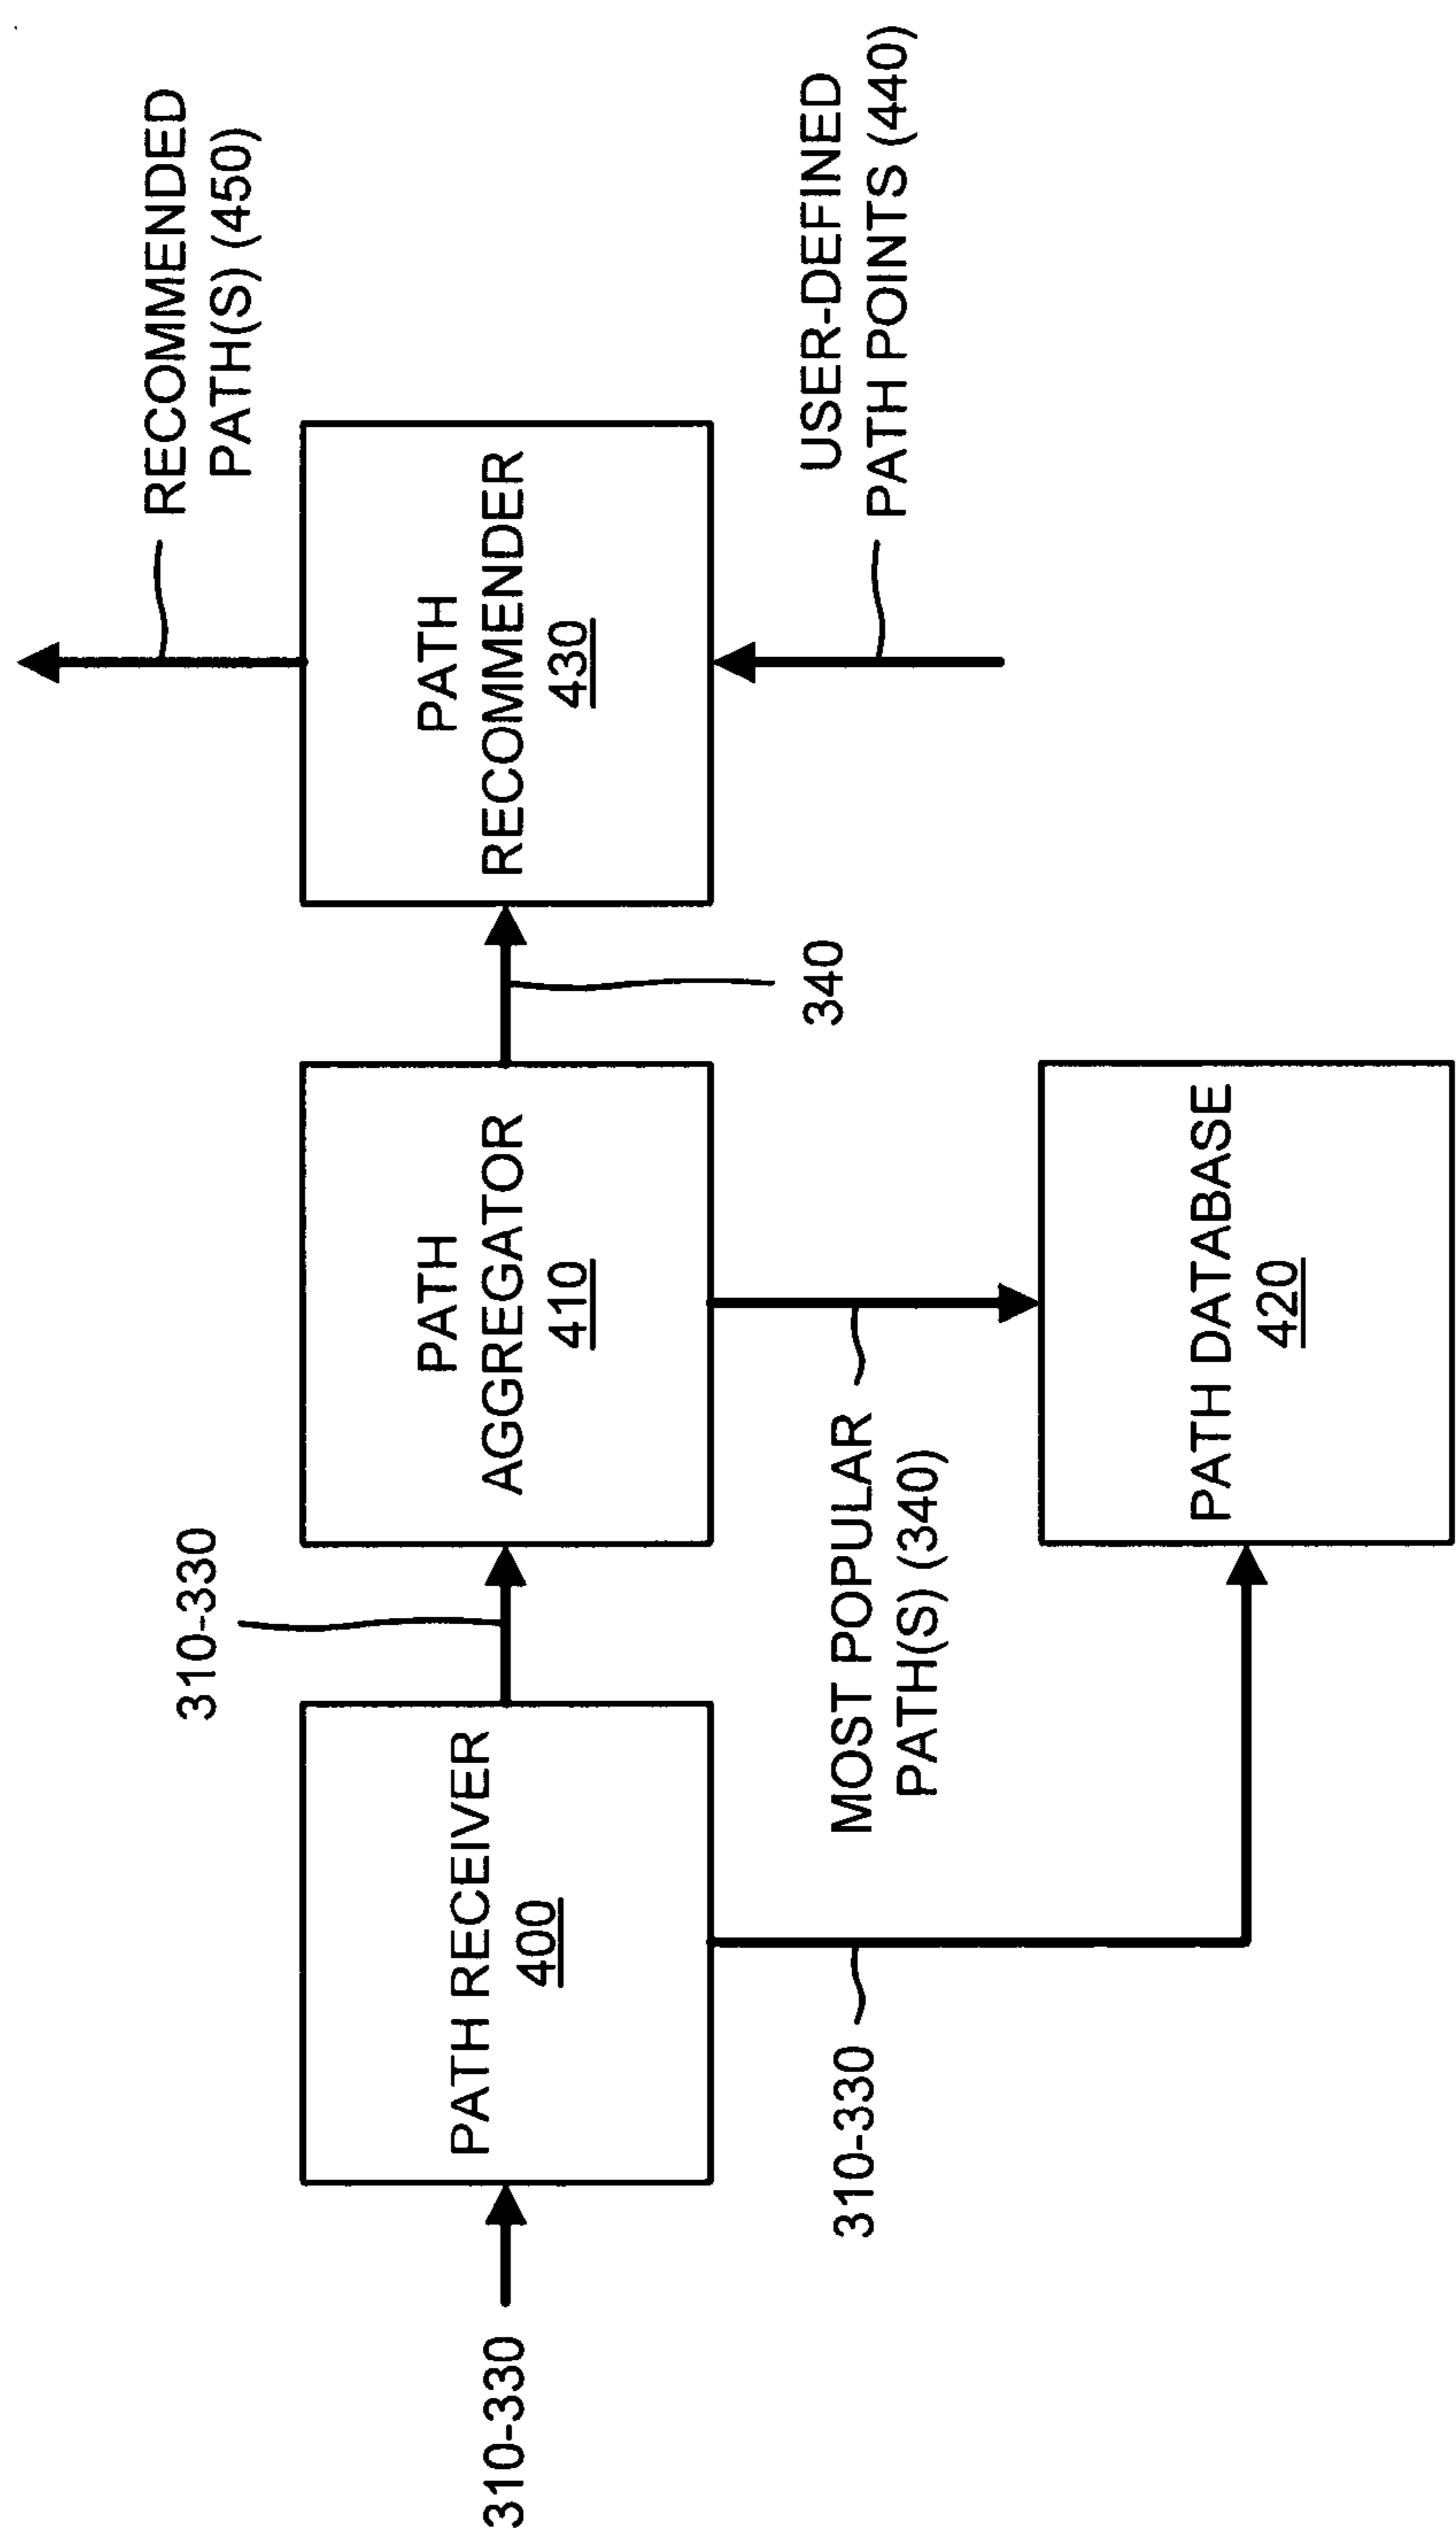 RECOMMENDED
PATH(S) (450)
310-330
PATH RECEIVER
400
PATH
AGGREGATOR
410
PATH
RECOMMENDER
430
310-330
340
USER-DEFINED
PATH POINTS (440)
310-330
MOST POPULAR
PATH(S) (340)
PATH DATABASE
420